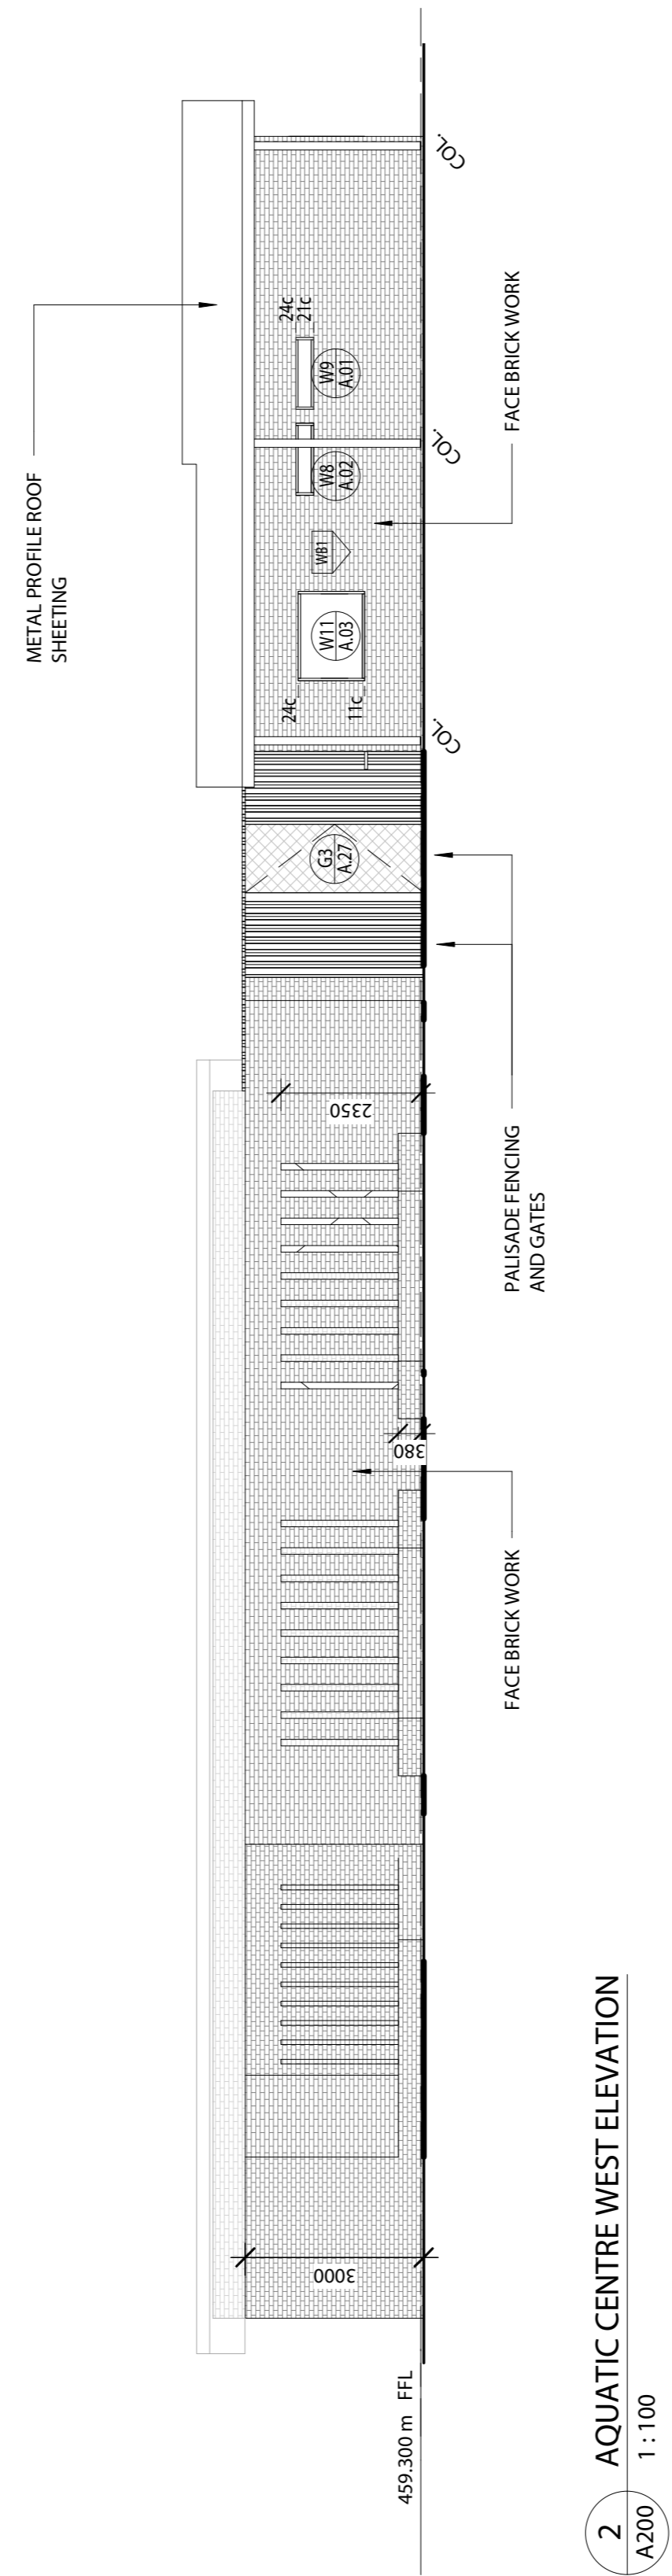 METAL PROFILE ROOF
SHEETING
24c
21c
W9
A.01
W8
A.02
WB1
W11
A.03
24c
11c
G3
A.27
COL.
COL.
COL.
FACE BRICK WORK
2350
380
PALISADE FENCING
AND GATES
FACE BRICK WORK
3000
459.300 m FFL
2
A200
AQUATIC CENTRE WEST ELEVATION
1 : 100